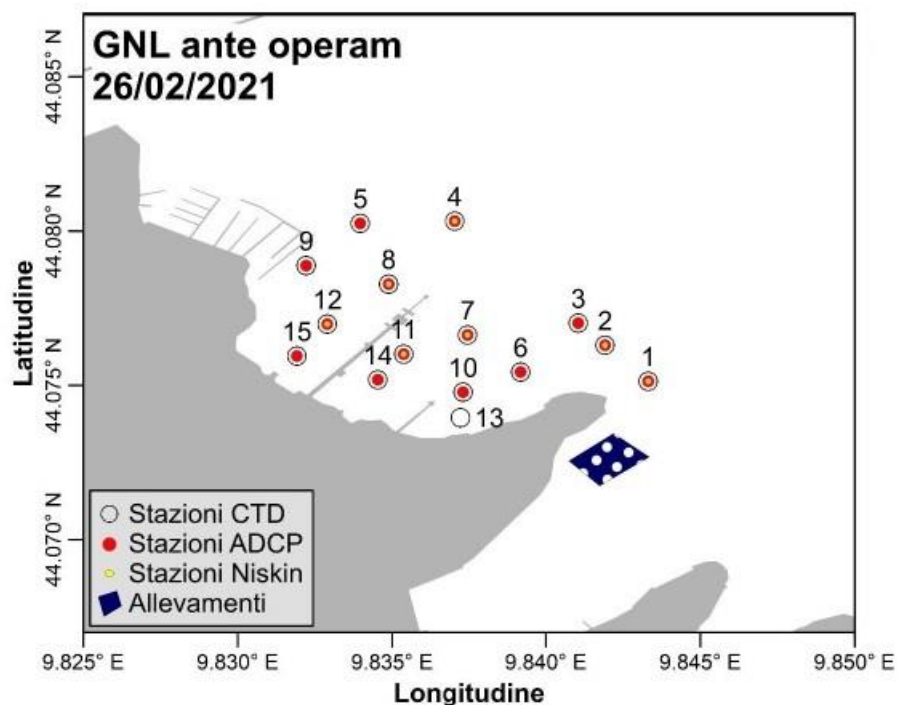 GNL ante operam
26/02/2021
44.085° N
44.080° N
44.075° N
44.070° N
Latitudine
5
4
9
8
12
7
3
2
15
11
1
14
10
6
13
Stazioni CTD
Stazioni ADCP
Stazioni Niskin
Allevamenti
9.825° E
9.830° E
9.835° E
9.840° E
9.845° E
9.850° E
Longitudine